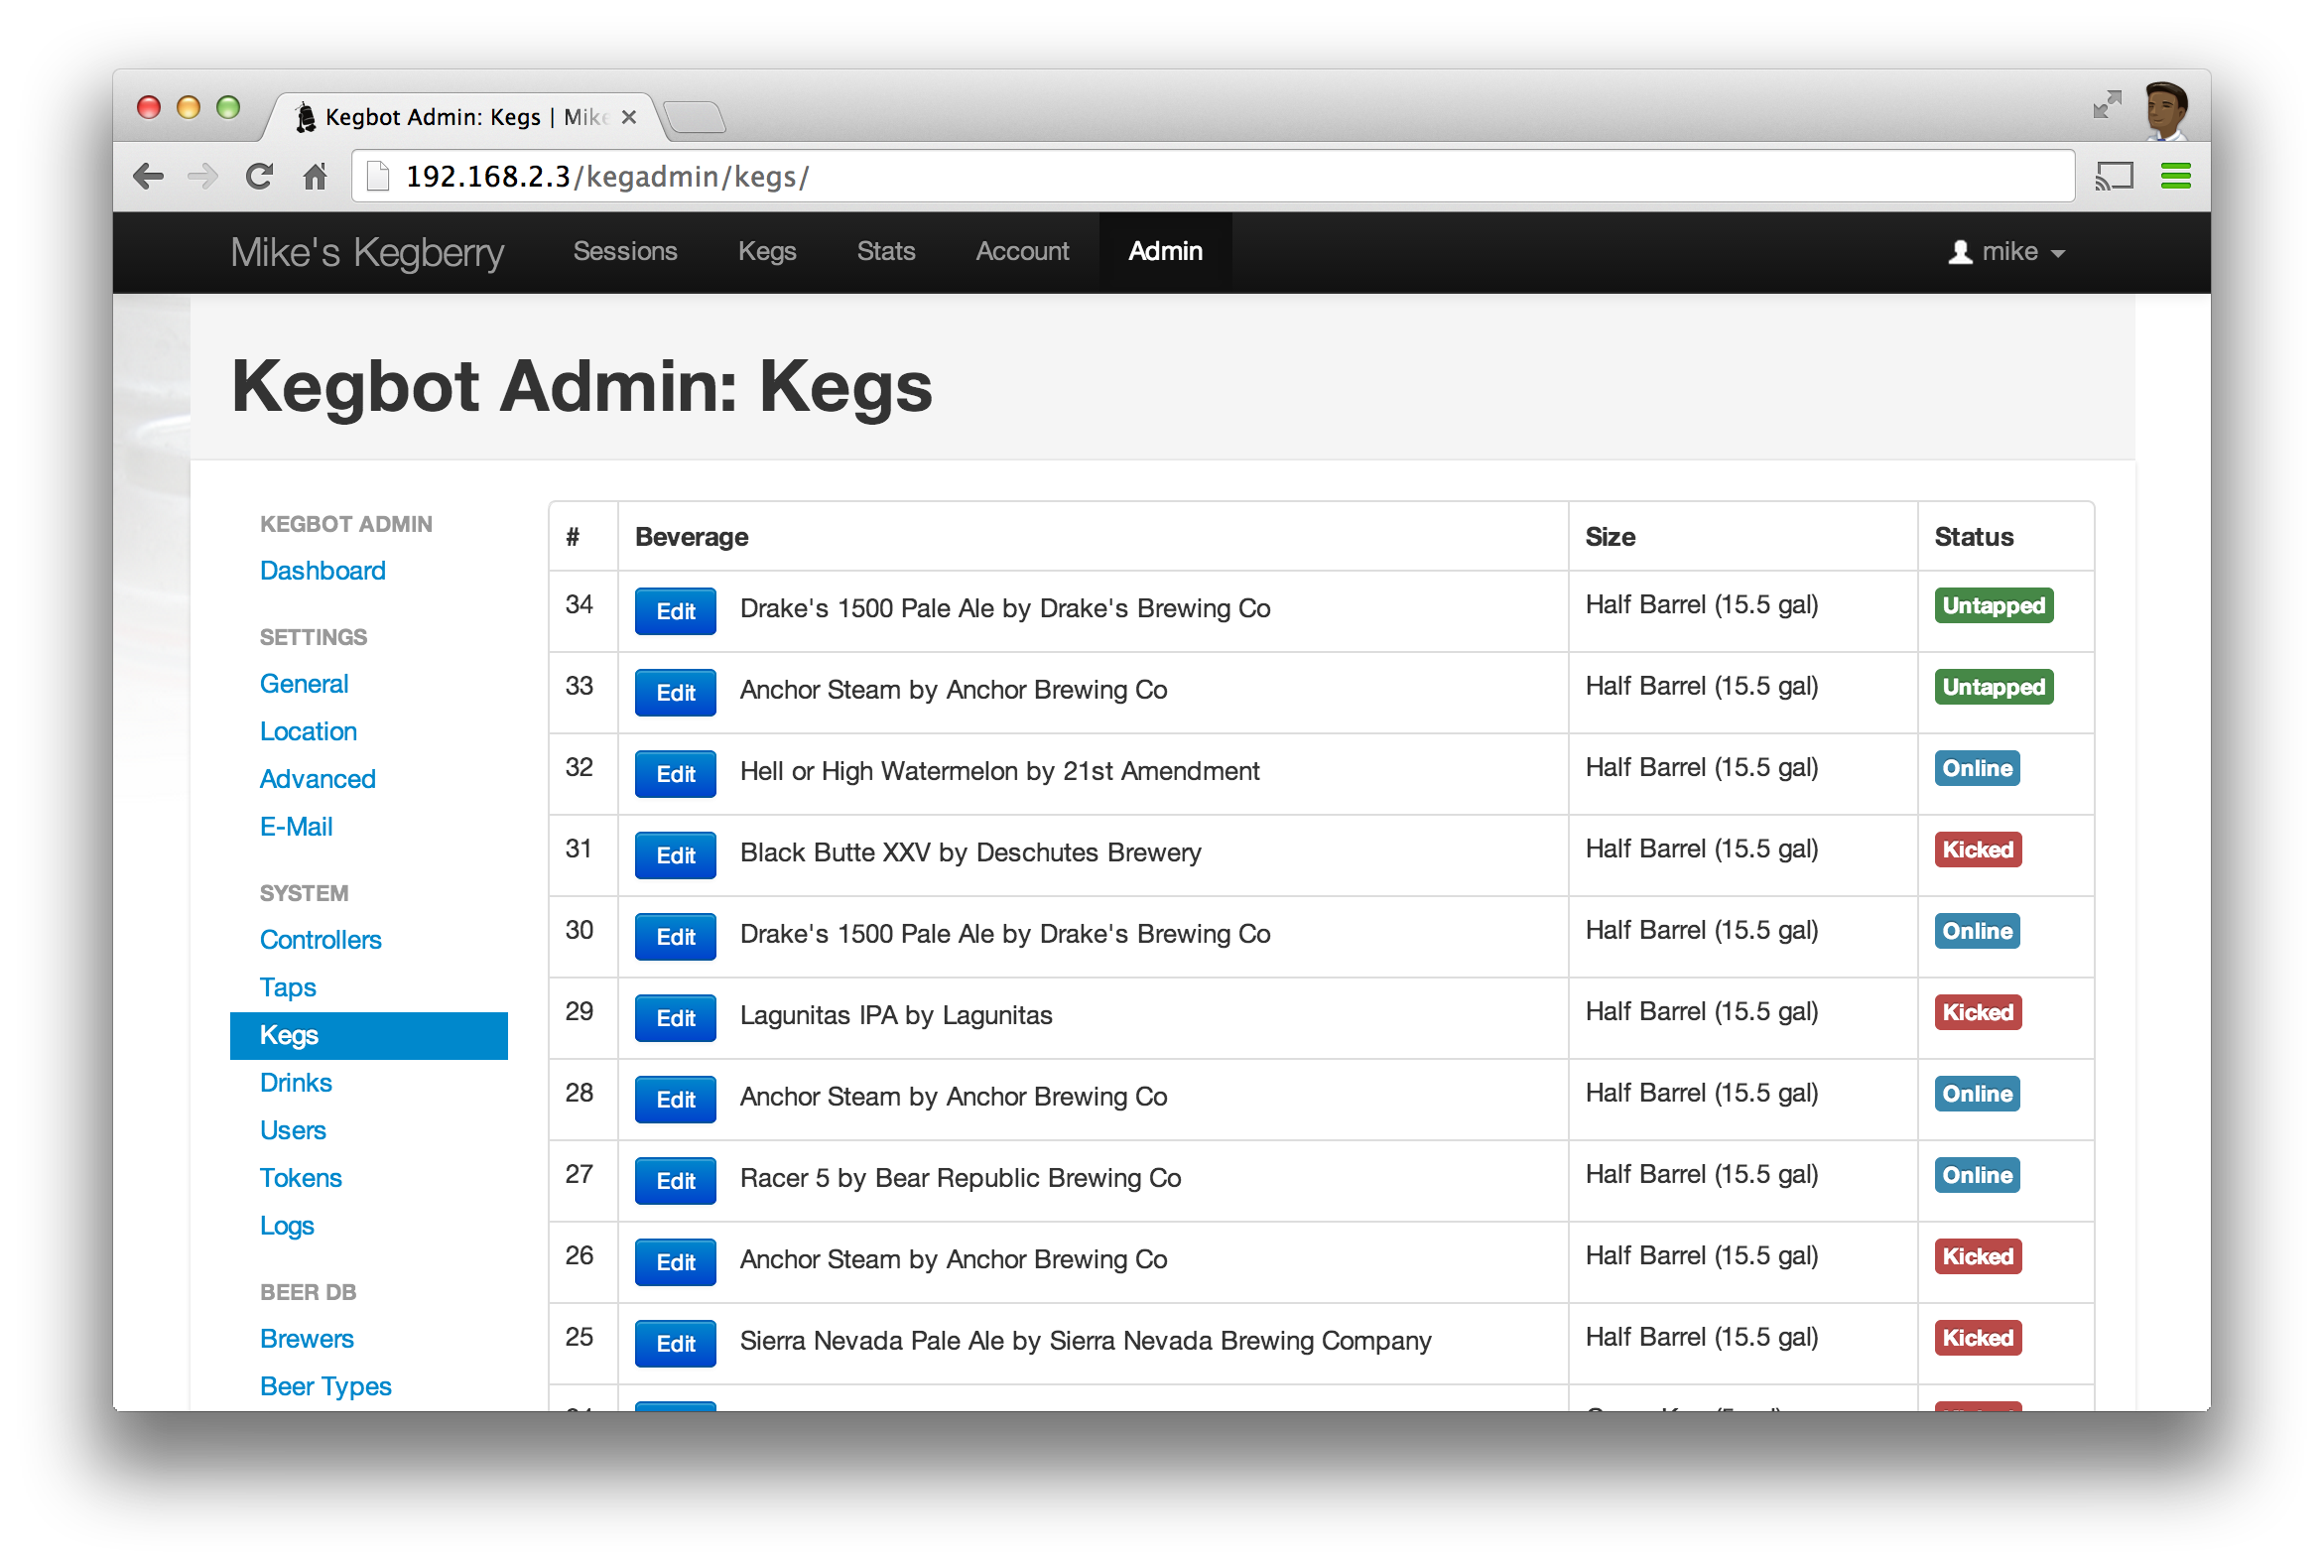 Kegbot Admin: Kegs | Mike
192.168.2.3/kegadmin/kegs/
Mike's Kegberry Sessions Kegs Stats Account Admin mike
Kegbot Admin: Kegs
KEGBOT ADMIN
Dashboard
SETTINGS
General
Location
Advanced
E-Mail
SYSTEM
Controllers
Taps
Kegs
Drinks
Users
Tokens
Logs
BEER DB
Brewers
Beer Types
# Beverage Size Status
34 Edit Drake's 1500 Pale Ale by Drake's Brewing Co Half Barrel (15.5 gal) Untapped
33 Edit Anchor Steam by Anchor Brewing Co Half Barrel (15.5 gal) Untapped
32 Edit Hell or High Watermelon by 21st Amendment Half Barrel (15.5 gal) Online
31 Edit Black Butte XXV by Deschutes Brewery Half Barrel (15.5 gal) Kicked
30 Edit Drake's 1500 Pale Ale by Drake's Brewing Co Half Barrel (15.5 gal) Online
29 Edit Lagunitas IPA by Lagunitas Half Barrel (15.5 gal) Kicked
28 Edit Anchor Steam by Anchor Brewing Co Half Barrel (15.5 gal) Online
27 Edit Racer 5 by Bear Republic Brewing Co Half Barrel (15.5 gal) Online
26 Edit Anchor Steam by Anchor Brewing Co Half Barrel (15.5 gal) Kicked
25 Edit Sierra Nevada Pale Ale by Sierra Nevada Brewing Company Half Barrel (15.5 gal) Kicked